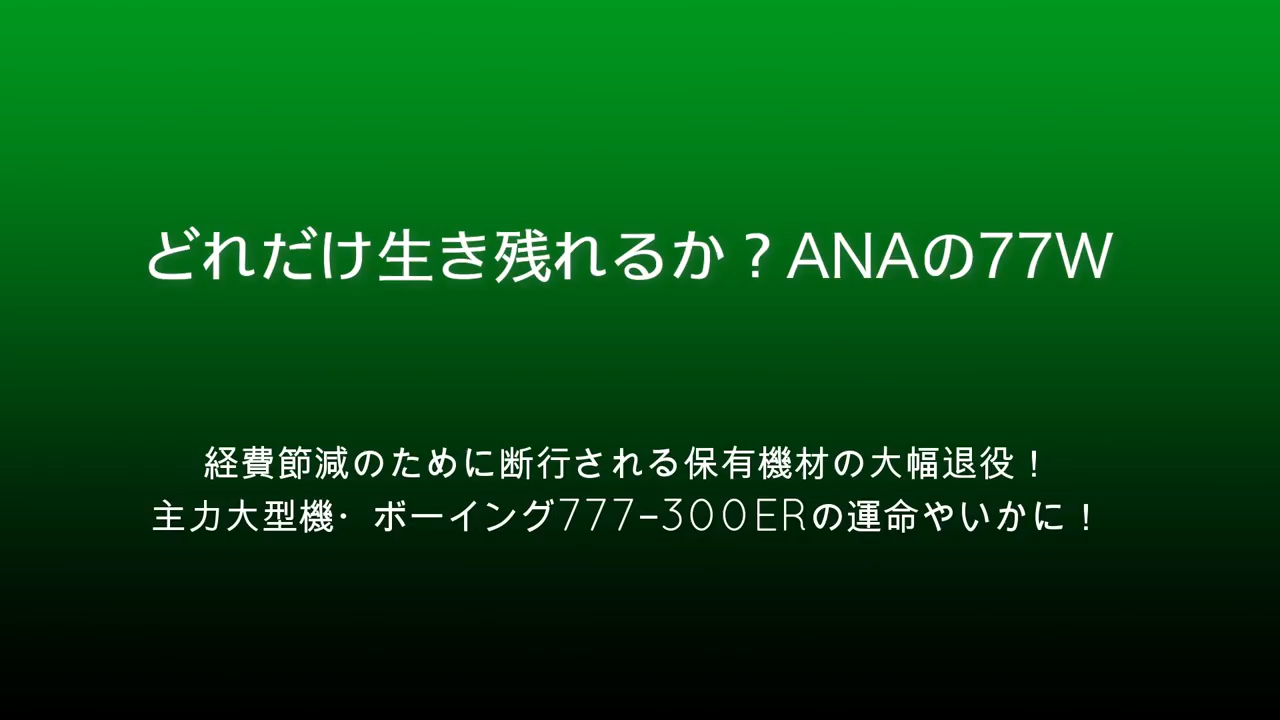 どれだけ生き残れるか？ANAの77W
経費節減のために断行される保有機材の大幅退役！
主力大型機・ボーイング777-300ERの運命やいかに！